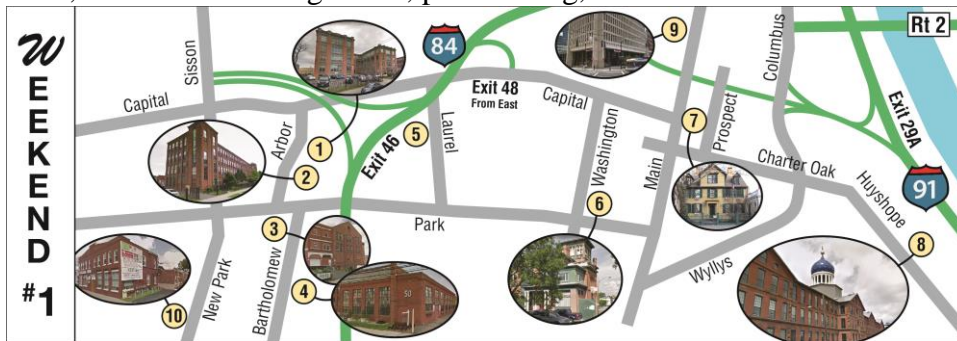 WEEKEND
#1
Sisson
Capital
Arbor
1
2
84
Exit 48
From East
Exit 46
5
Laurel
Capital
9
Washington
Main
7
Prospect
Columbus
Rt 2
Exit 29A
91
Charter Oak
Huyshope
8
Wyllys
6
Park
3
4
50
Bartholomew
New Park
10